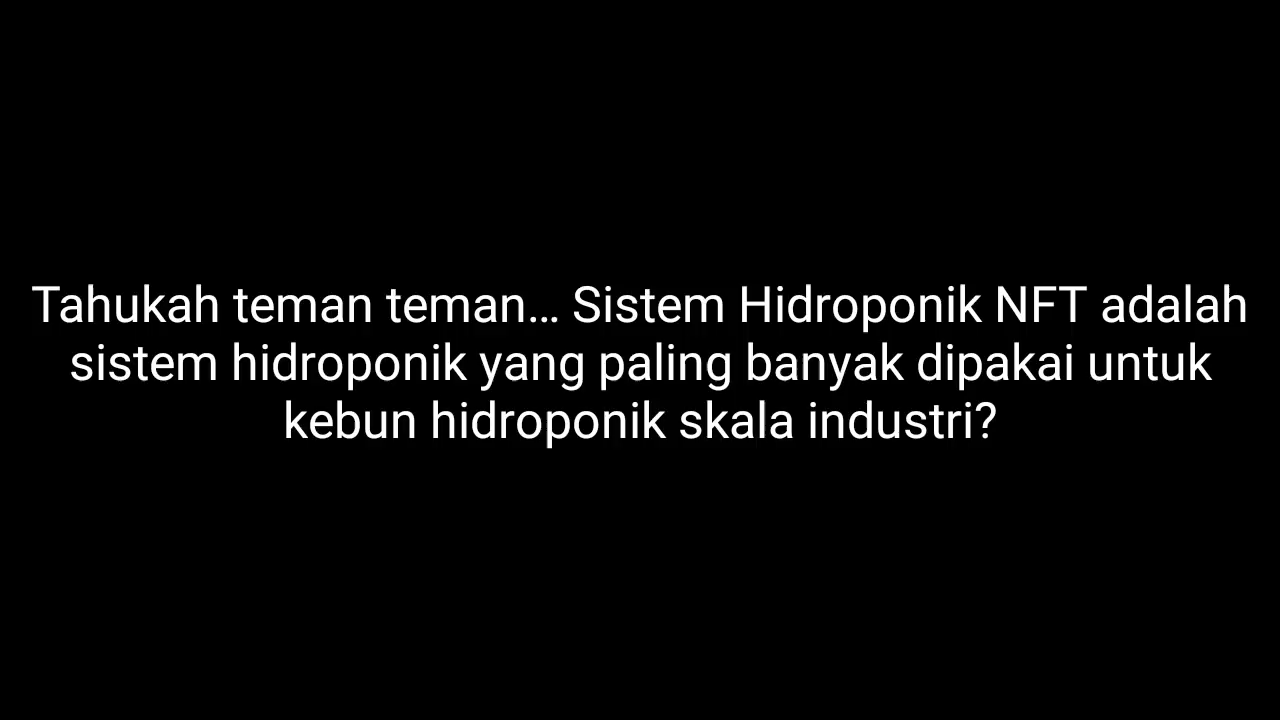 Tahukah teman teman... Sistem Hidroponik NFT adalah
sistem hidroponik yang paling banyak dipakai untuk
kebun hidroponik skala industri?